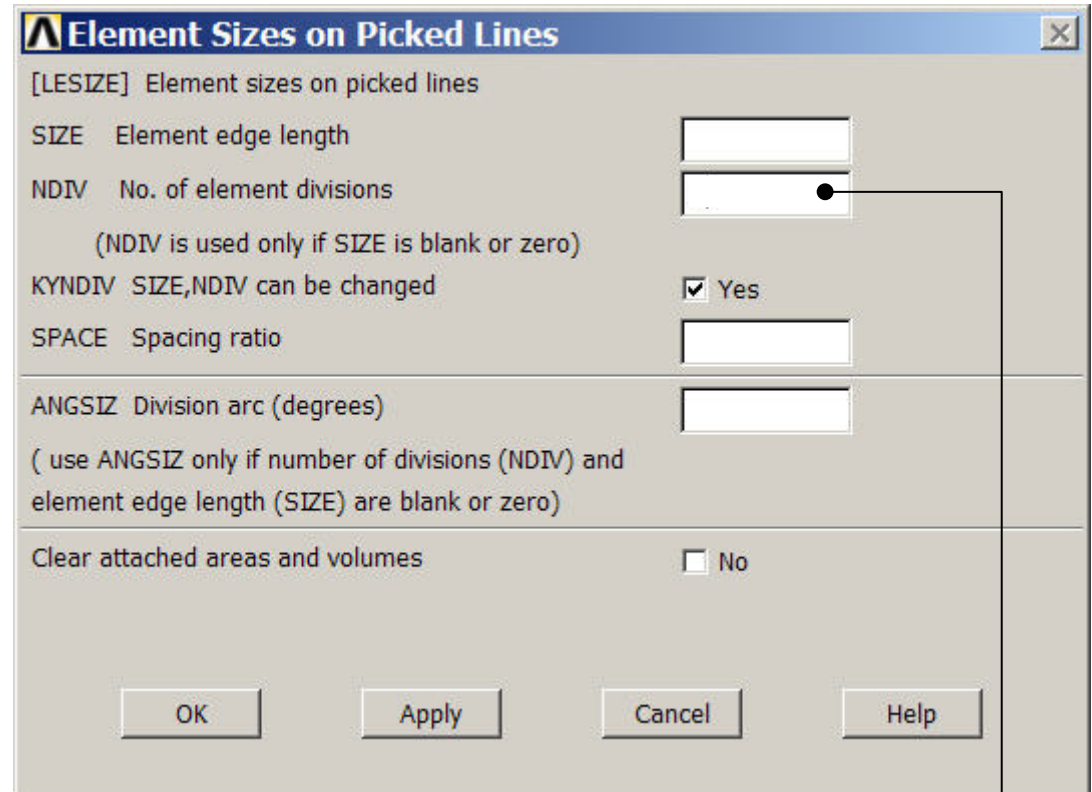 Element Sizes on Picked Lines
[LESIZE] Element sizes on picked lines
SIZE Element edge length
NDIV No. of element divisions
(NDIV is used only if SIZE is blank or zero)
KYNDIV SIZE,NDIV can be changed Yes
SPACE Spacing ratio
ANGSIZ Division arc (degrees)
( use ANGSIZ only if number of divisions (NDIV) and
element edge length (SIZE) are blank or zero)
Clear attached areas and volumes No
OK Apply Cancel Help